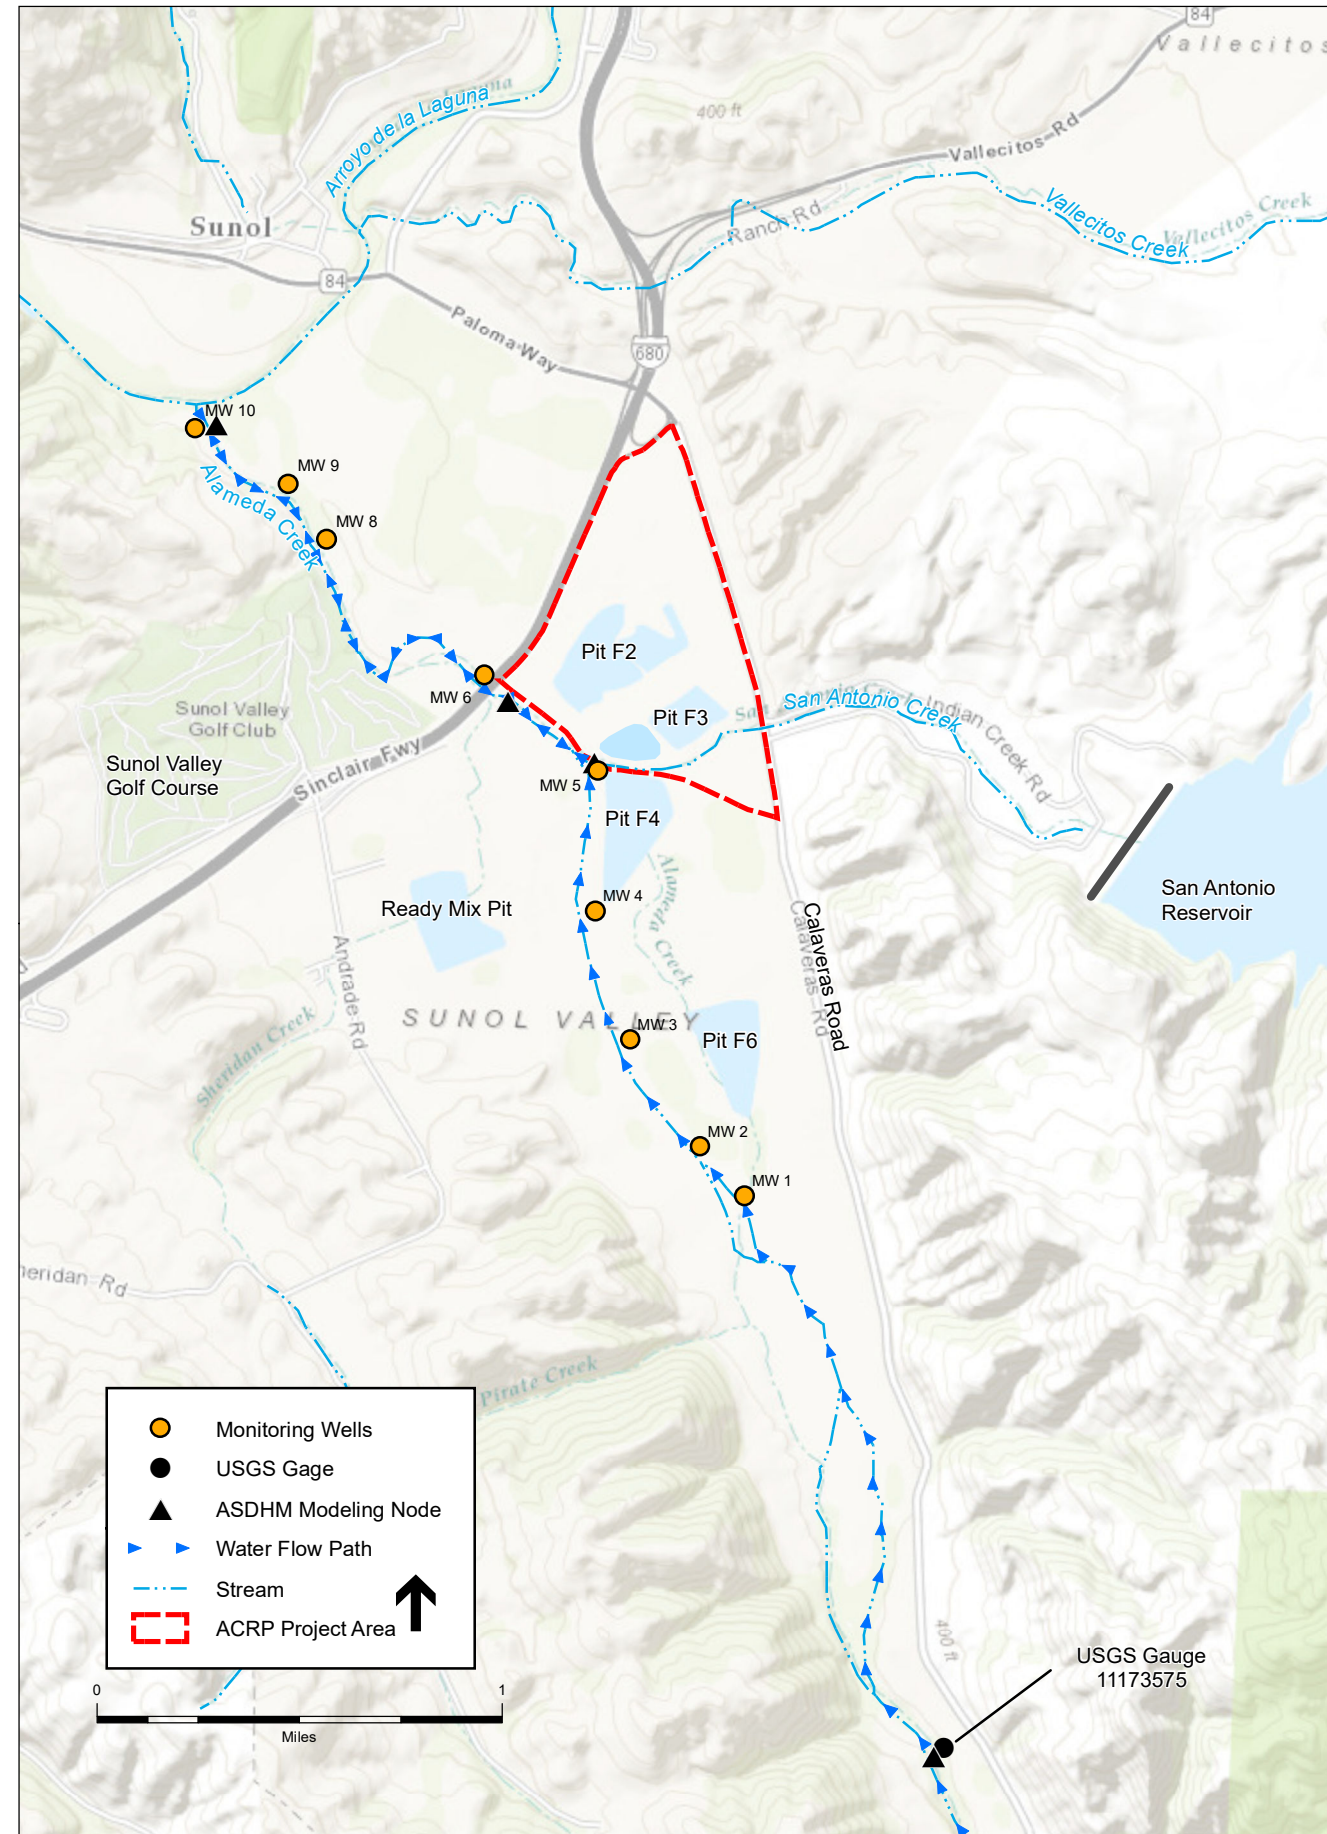 84
Vallecitos
Laguna
Arroyo de la Laguna
400 ft
Vallecitos Rd
Vallecitos Creek
Vallecitos Creek
Ranch Rd
Sunol
84
Paloma Way
680
MW 10
MW 9
Alameda Creek
MW 8
Pit F2
MW 6
Pit F3
San Antonio Creek
San Antonio Creek
Indian Creek Rd
Sunol Valley
Golf Club
Sunol Valley
Golf Course
Sinclair Fwy
MW 5
Pit F4
Alameda Creek
MW 4
Ready Mix Pit
San Antonio
Reservoir
Calaveras Road
Calaveras Rd
Andrade Rd
SUNOL VALLEY
MW 3
Pit F6
Sheridan Creek
MW 2
MW 1
heridan Rd
Pirate Creek
Monitoring Wells
USGS Gage
ASDHM Modeling Node
Water Flow Path
Stream
ACRP Project Area
400 ft
USGS Gauge
11173575
0
1
Miles